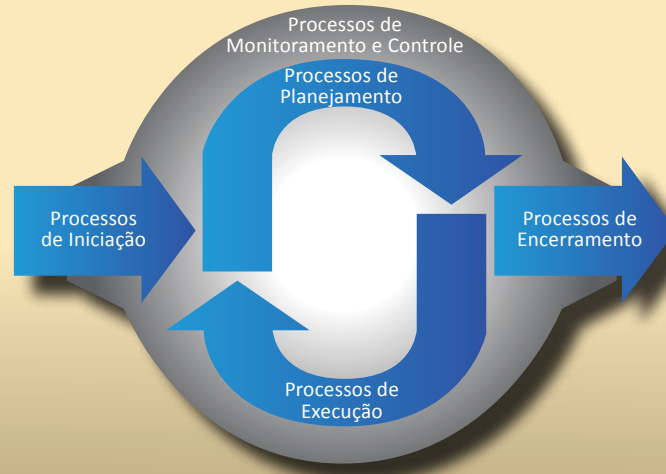 Processos de
Monitoramento e Controle
Processos de
Planejamento
Processos
de Iniciação
Processos de
Encerramento
Processos de
Execução